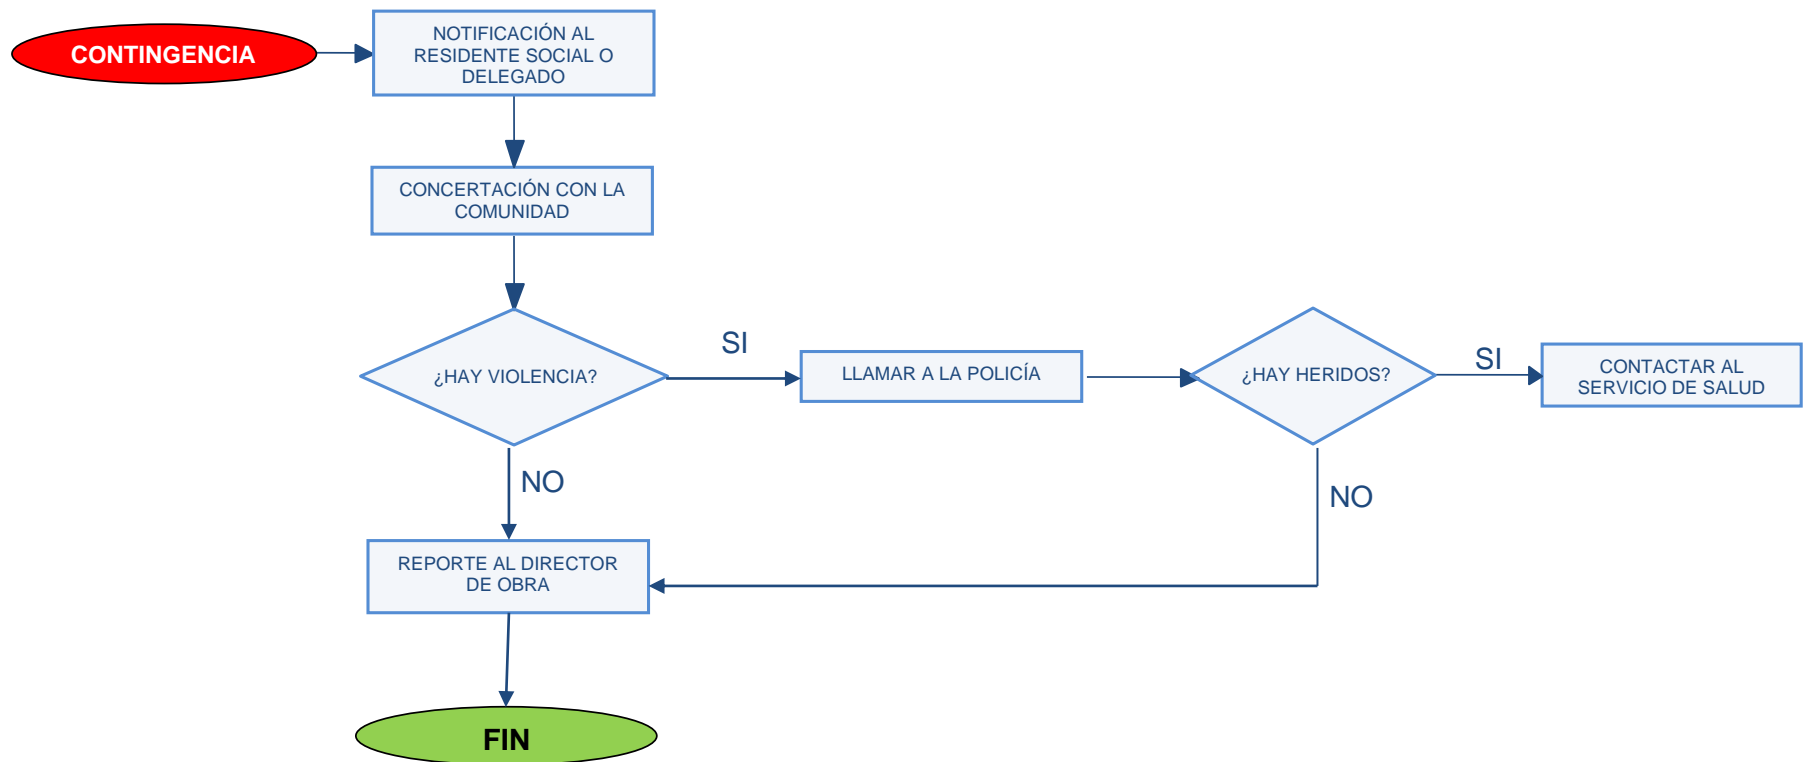 CONTINGENCIA
NOTIFICACIÓN AL
RESIDENTE SOCIAL O
DELEGADO
CONCERTACIÓN CON LA
COMUNIDAD
¿HAY VIOLENCIA?
SI
LLAMAR A LA POLICÍA
¿HAY HERIDOS?
SI
CONTACTAR AL
SERVICIO DE SALUD
NO
NO
REPORTE AL DIRECTOR
DE OBRA
FIN